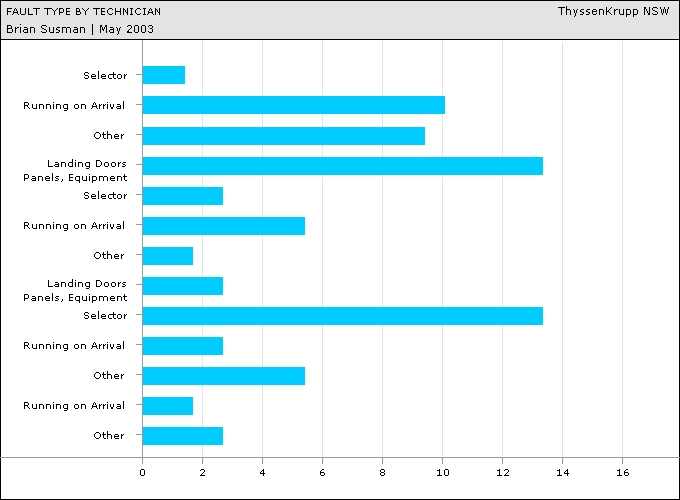 FAULT TYPE BY TECHNICIAN
ThyssenKrupp NSW
Brian Susman | May 2003
Selector
Running on Arrival
Other
Landing Doors
Panels, Equipment
Selector
Running on Arrival
Other
Landing Doors
Panels, Equipment
Selector
Running on Arrival
Other
Running on Arrival
Other
0 2 4 6 8 10 12 14 16